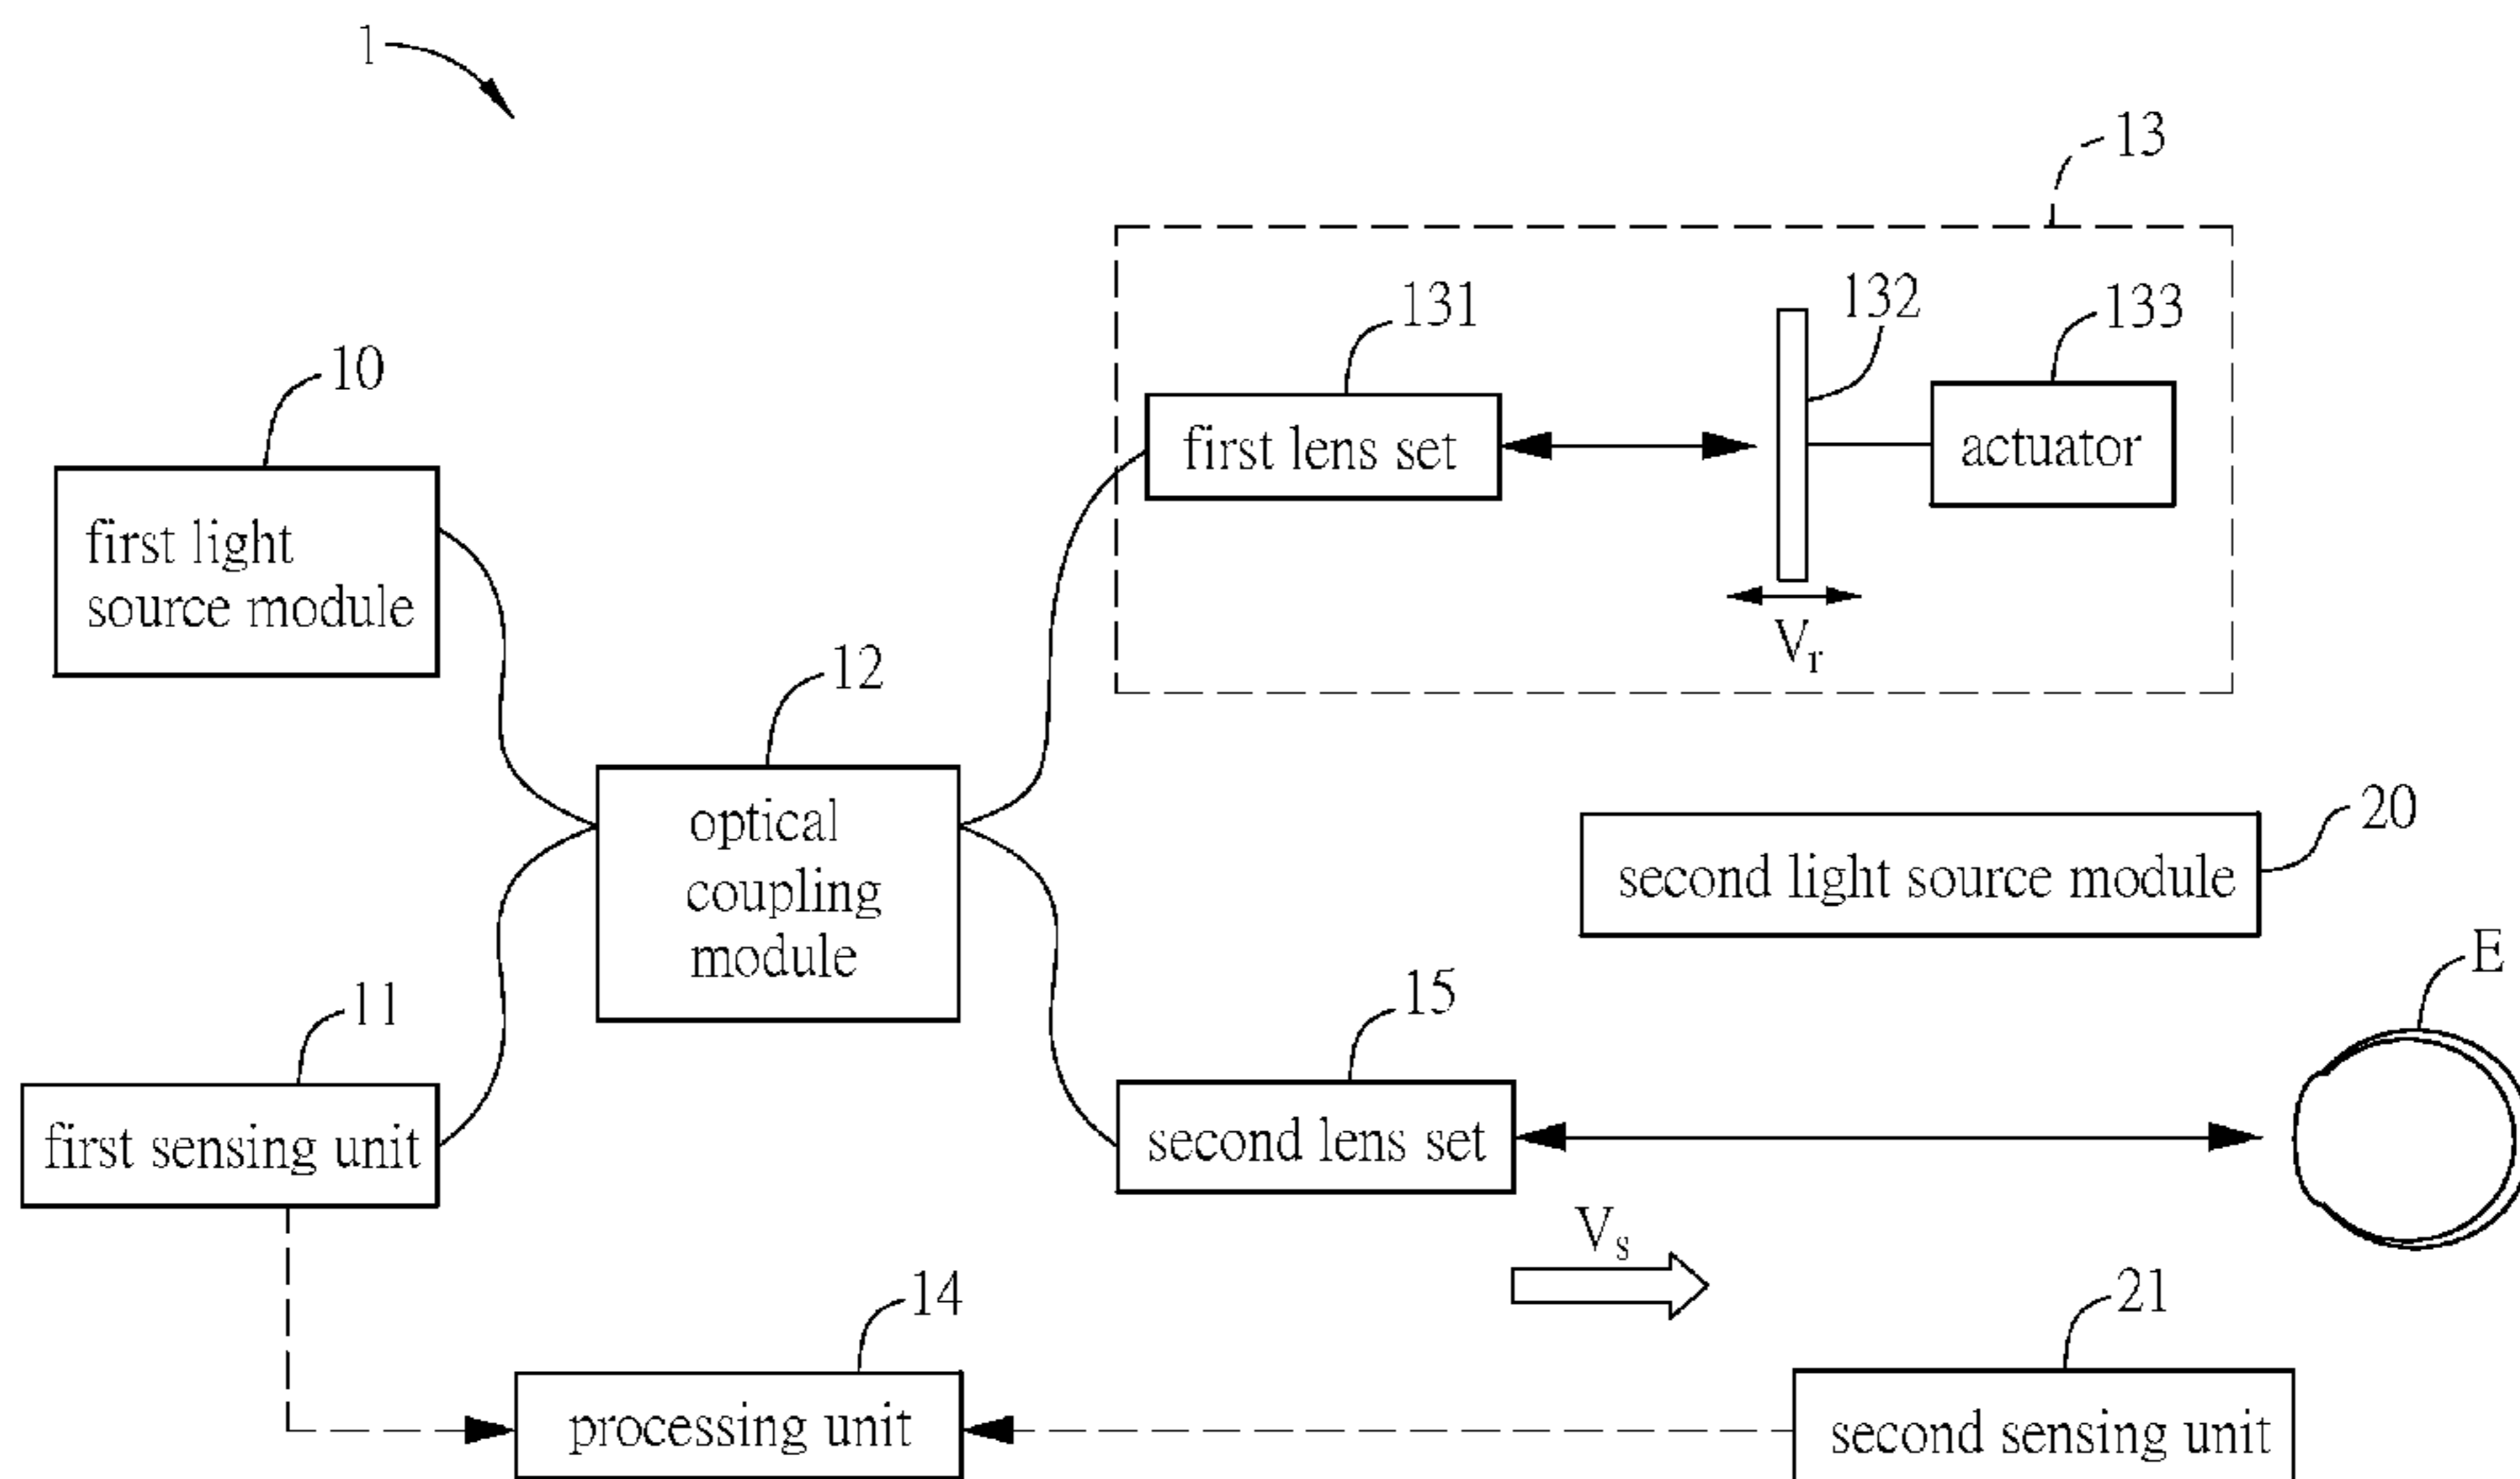 1
13
131
132
133
first lens set
actuator
V_r
10
first light
source module
12
optical
coupling
module
20
second light source module
E
11
first sensing unit
15
second lens set
V_s
14
processing unit
21
second sensing unit